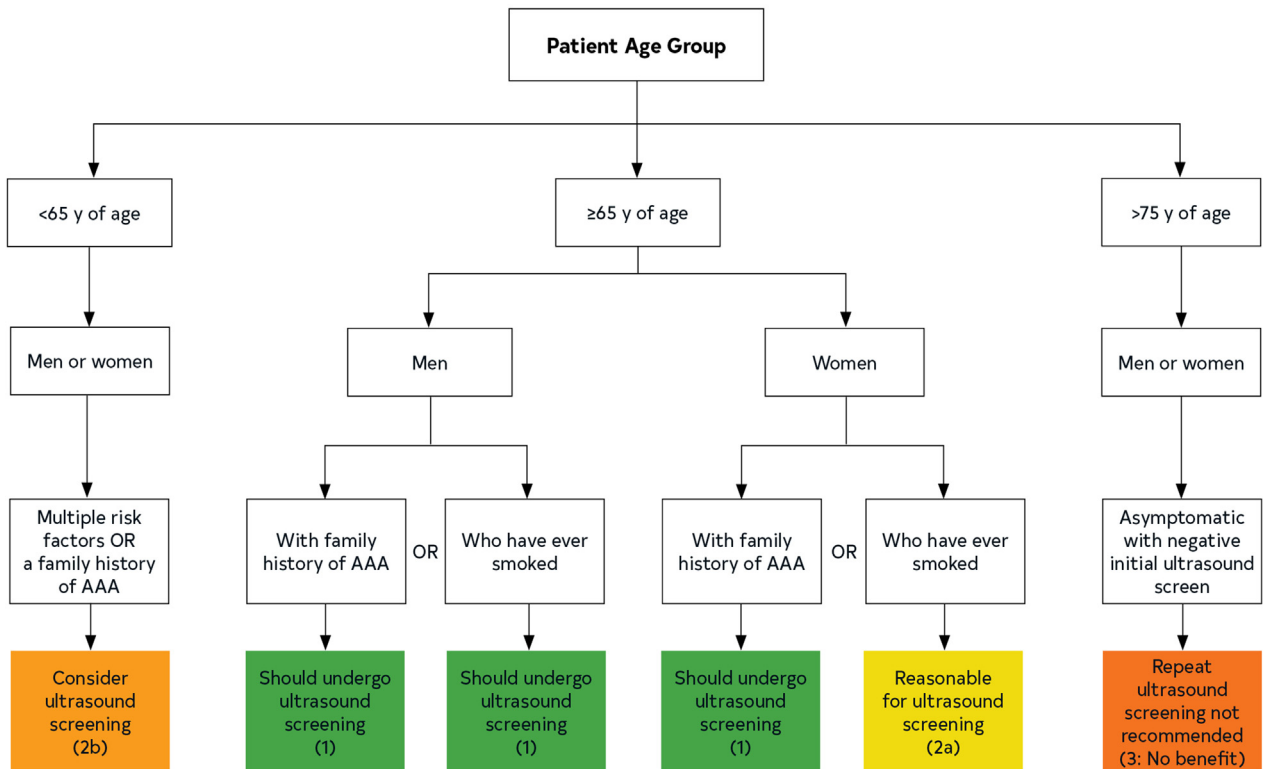 Patient Age Group
<65 y of age
≥65 y of age
>75 y of age
Men or women
Men
Women
Men or women
Multiple risk
factors OR
a family history
of AAA
With family
history of AAA
OR
Who have ever
smoked
With family
history of AAA
OR
Who have ever
smoked
Asymptomatic
with negative
initial ultrasound
screen
Consider
ultrasound
screening
(2b)
Should undergo
ultrasound
screening
(1)
Should undergo
ultrasound
screening
(1)
Should undergo
ultrasound
screening
(1)
Reasonable
for ultrasound
screening
(2a)
Repeat
ultrasound
screening not
recommended
(3: No benefit)